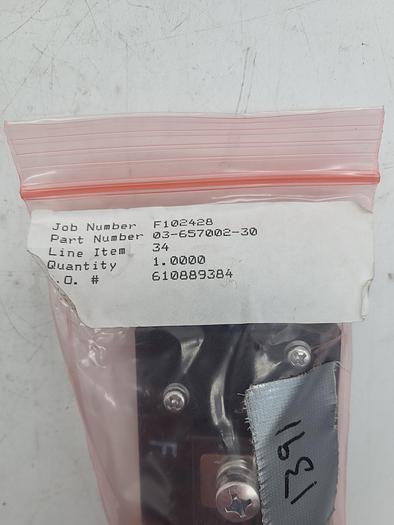 Job Number F102428
Part Number 03-657002-30
Line Item 34
Quantity 1.0000
.O. # 610889384
F
1391